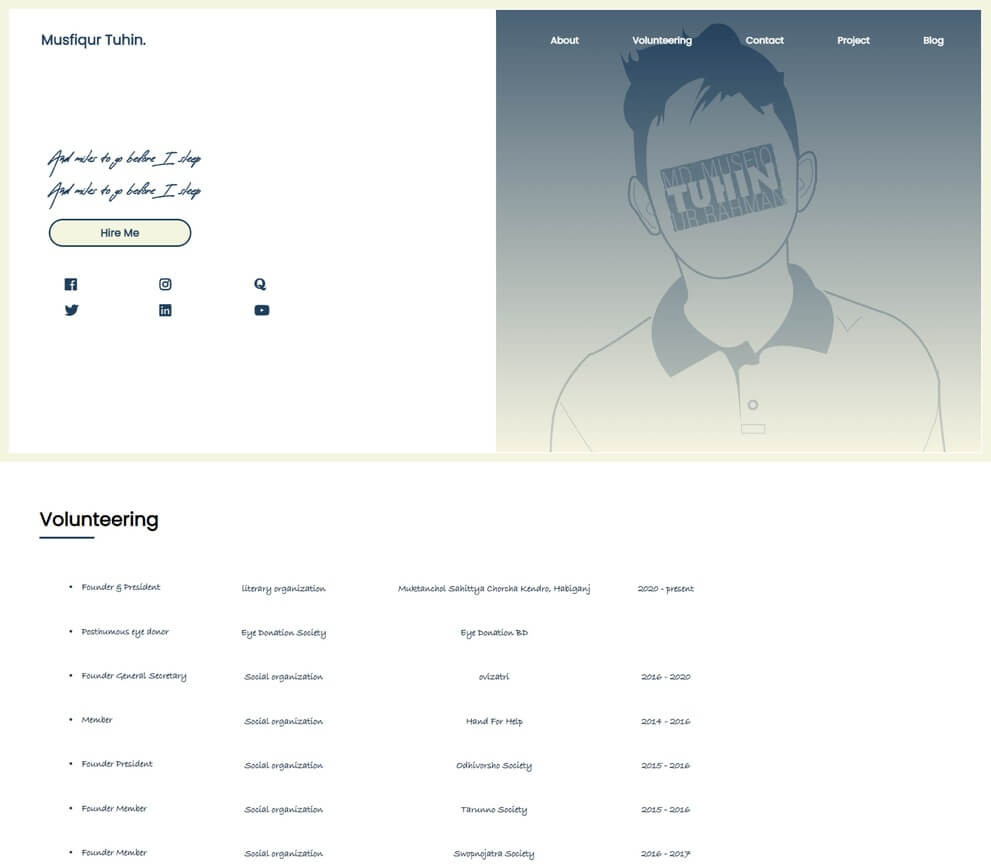 Musfiqur Tuhin.
About Volunteering Contact Project Blog
And miles to go before I sleep
And miles to go before I sleep
Hire Me
MD. MUSFIQ
TUHIN
UR RAHMAN
Volunteering
• Founder & President literary organization Muktanchol Sahittya Chorcha Kendro, Habiganj 2020 - present
• Posthumous eye donor Eye Donation Society Eye Donation BD
• Founder General Secretary Social organization ovizatri 2016 - 2020
• Member Social organization Hand For Help 2014 - 2016
• Founder President Social organization Odhivorsho Society 2015 - 2016
• Founder Member Social organization Tarunno Society 2015 - 2016
• Founder Member Social organization Swopnojatra Society 2016 - 2017